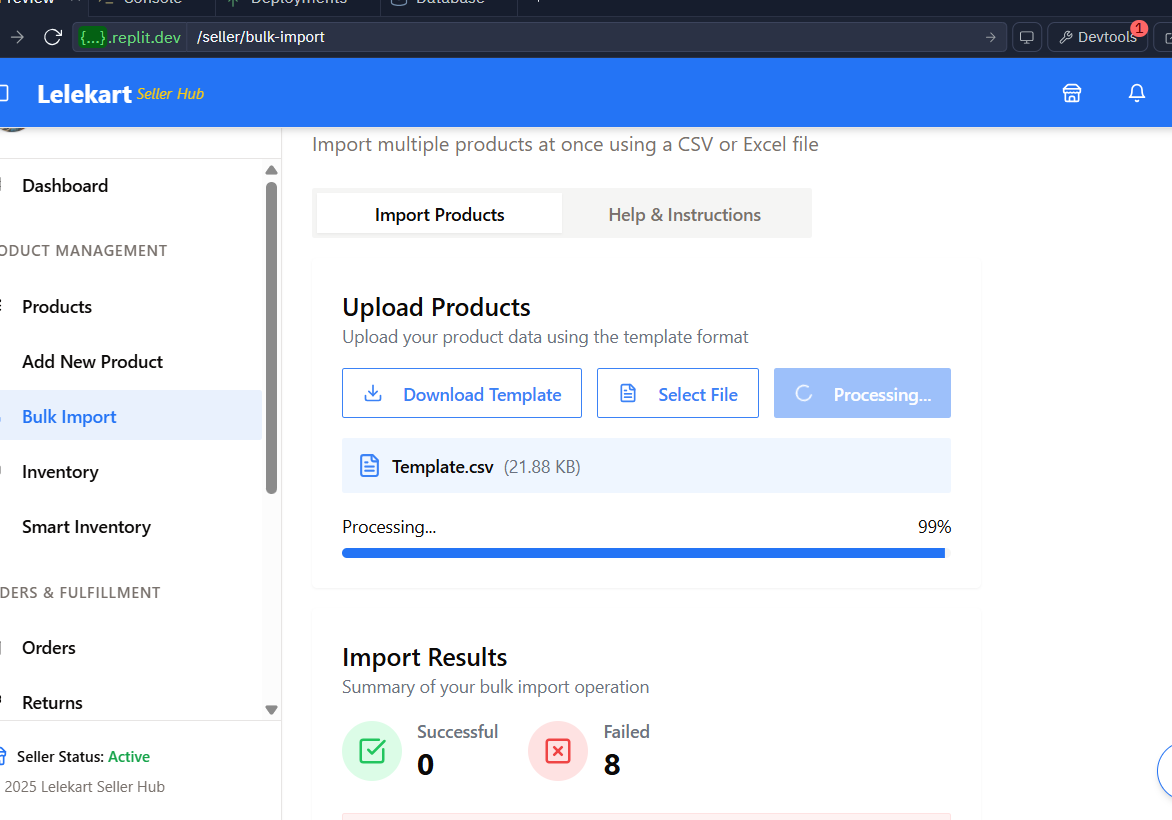 Console
Deployments
Database
{...}.replit.dev /seller/bulk-import
Devtools 1
Lelekart Seller Hub
Import multiple products at once using a CSV or Excel file
Dashboard
Import Products
Help & Instructions
MANAGEMENT
Products
Add New Product
Bulk Import
Inventory
Smart Inventory
& FULFILLMENT
Orders
Returns
Seller Status: Active
2025 Lelekart Seller Hub
Upload Products
Upload your product data using the template format
Download Template
Select File
Processing...
Template.csv (21.88 KB)
Processing... 99%
Import Results
Summary of your bulk import operation
Successful
0
Failed
8